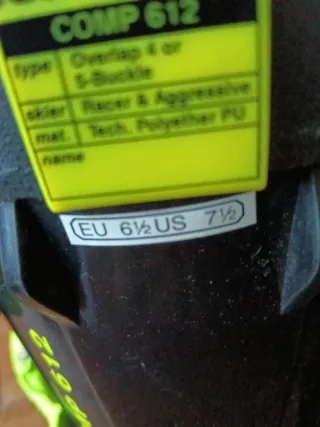 COMP 612
type Overlap 4 or
5-Buckle
skier Racer & Aggressive
mat. Tech. Polyether PU
name
EU 6½ US 7½
612